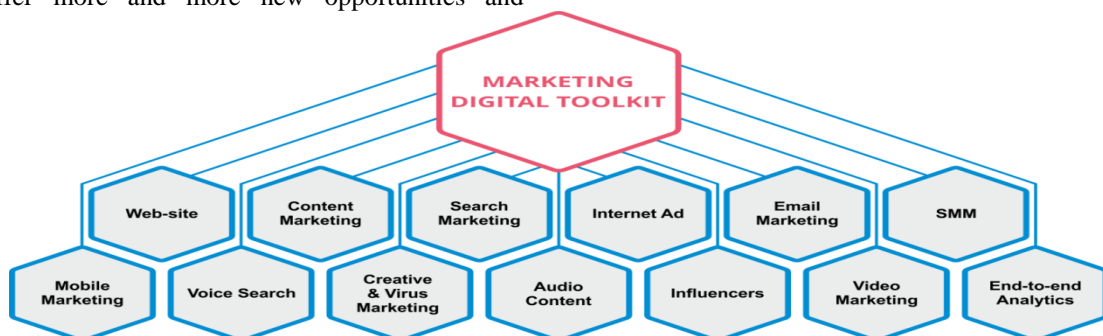 more and more new opportunities and
MARKETING
DIGITAL TOOLKIT
Web-site
Content
Marketing
Search
Marketing
Internet Ad
Email
Marketing
SMM
Mobile
Marketing
Voice Search
Creative
& Virus
Marketing
Audio
Content
Influencers
Video
Marketing
End-to-end
Analytics